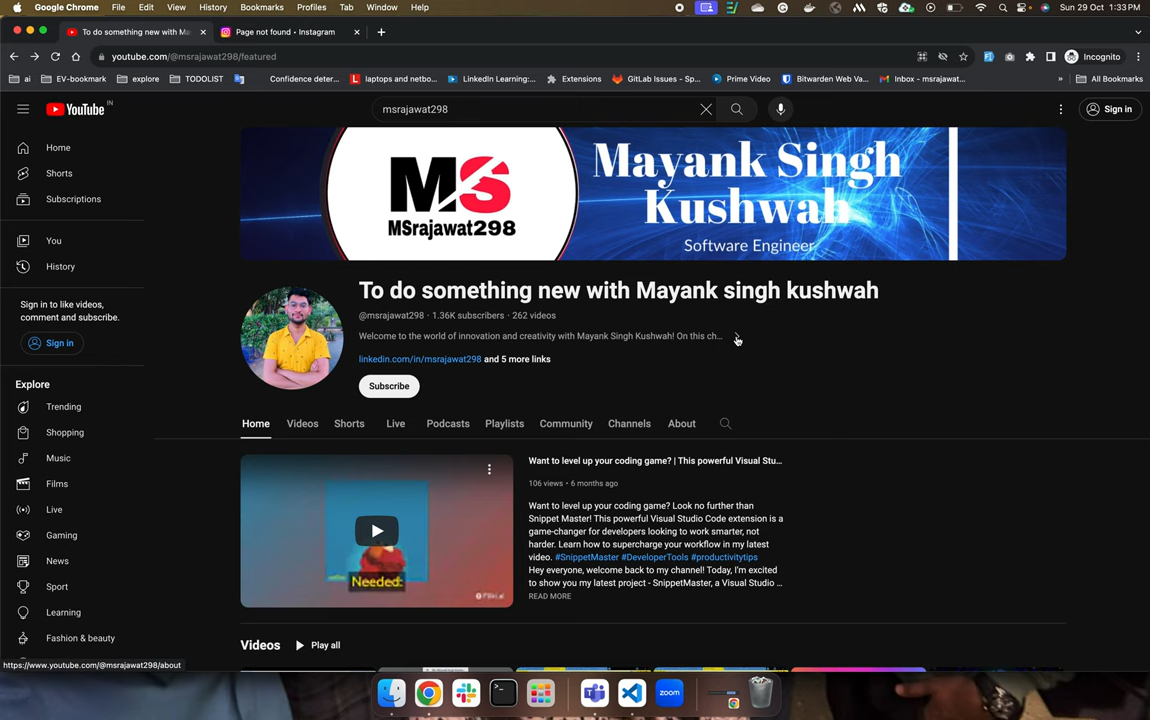 Google Chrome File Edit View History Bookmarks Profiles Tab Window Help Sun 29 Oct 1:33 PM
To do something new with Ma Page not found • Instagram
youtube.com/@msrajawat298/featured Incognito
ai EV-bookmark explore TODOLIST Confidence deter... laptops and netbo... LinkedIn Learning:... Extensions GitLab Issues - Sp... Prime Video Bitwarden Web Va... Inbox - msrajawat... » All Bookmarks
YouTube IN msrajawat298 Sign in
Home
Shorts
Subscriptions
You
History
Sign in to like videos,
comment and subscribe.
Sign in
Explore
Trending
Shopping
Music
Films
Live
Gaming
News
Sport
Learning
Fashion & beauty
MS
MSrajawat298
Mayank Singh
Kushwah
Software Engineer
To do something new with Mayank singh kushwah
@msrajawat298 · 1.36K subscribers · 262 videos
Welcome to the world of innovation and creativity with Mayank Singh Kushwah! On this ch...
linkedin.com/in/msrajawat298 and 5 more links
Subscribe
Home Videos Shorts Live Podcasts Playlists Community Channels About
Needed:
Want to level up your coding game? | This powerful Visual Stu...
106 views • 6 months ago
Want to level up your coding game? Look no further than
Snippet Master! This powerful Visual Studio Code extension is a
game-changer for developers looking to work smarter, not
harder. Learn how to supercharge your workflow in my latest
video. #SnippetMaster #DeveloperTools #productivitytips
Hey everyone, welcome back to my channel! Today, I'm excited
to show you my latest project - SnippetMaster, a Visual Studio ...
READ MORE
Videos Play all
https://www.youtube.com/@msrajawat298/about
zoom